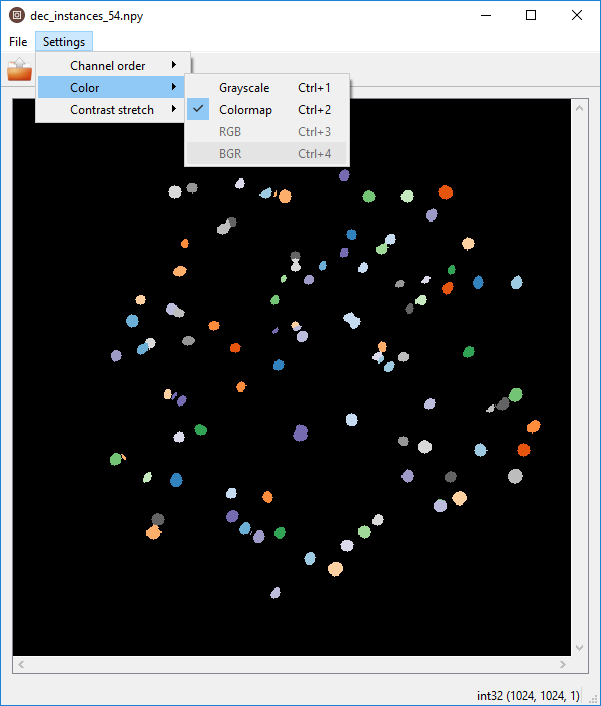 dec_instances_54.npy
File Settings
Channel order
Color
Contrast stretch
Grayscale Ctrl+1
Colormap Ctrl+2
RGB Ctrl+3
BGR Ctrl+4
int32 (1024, 1024, 1)